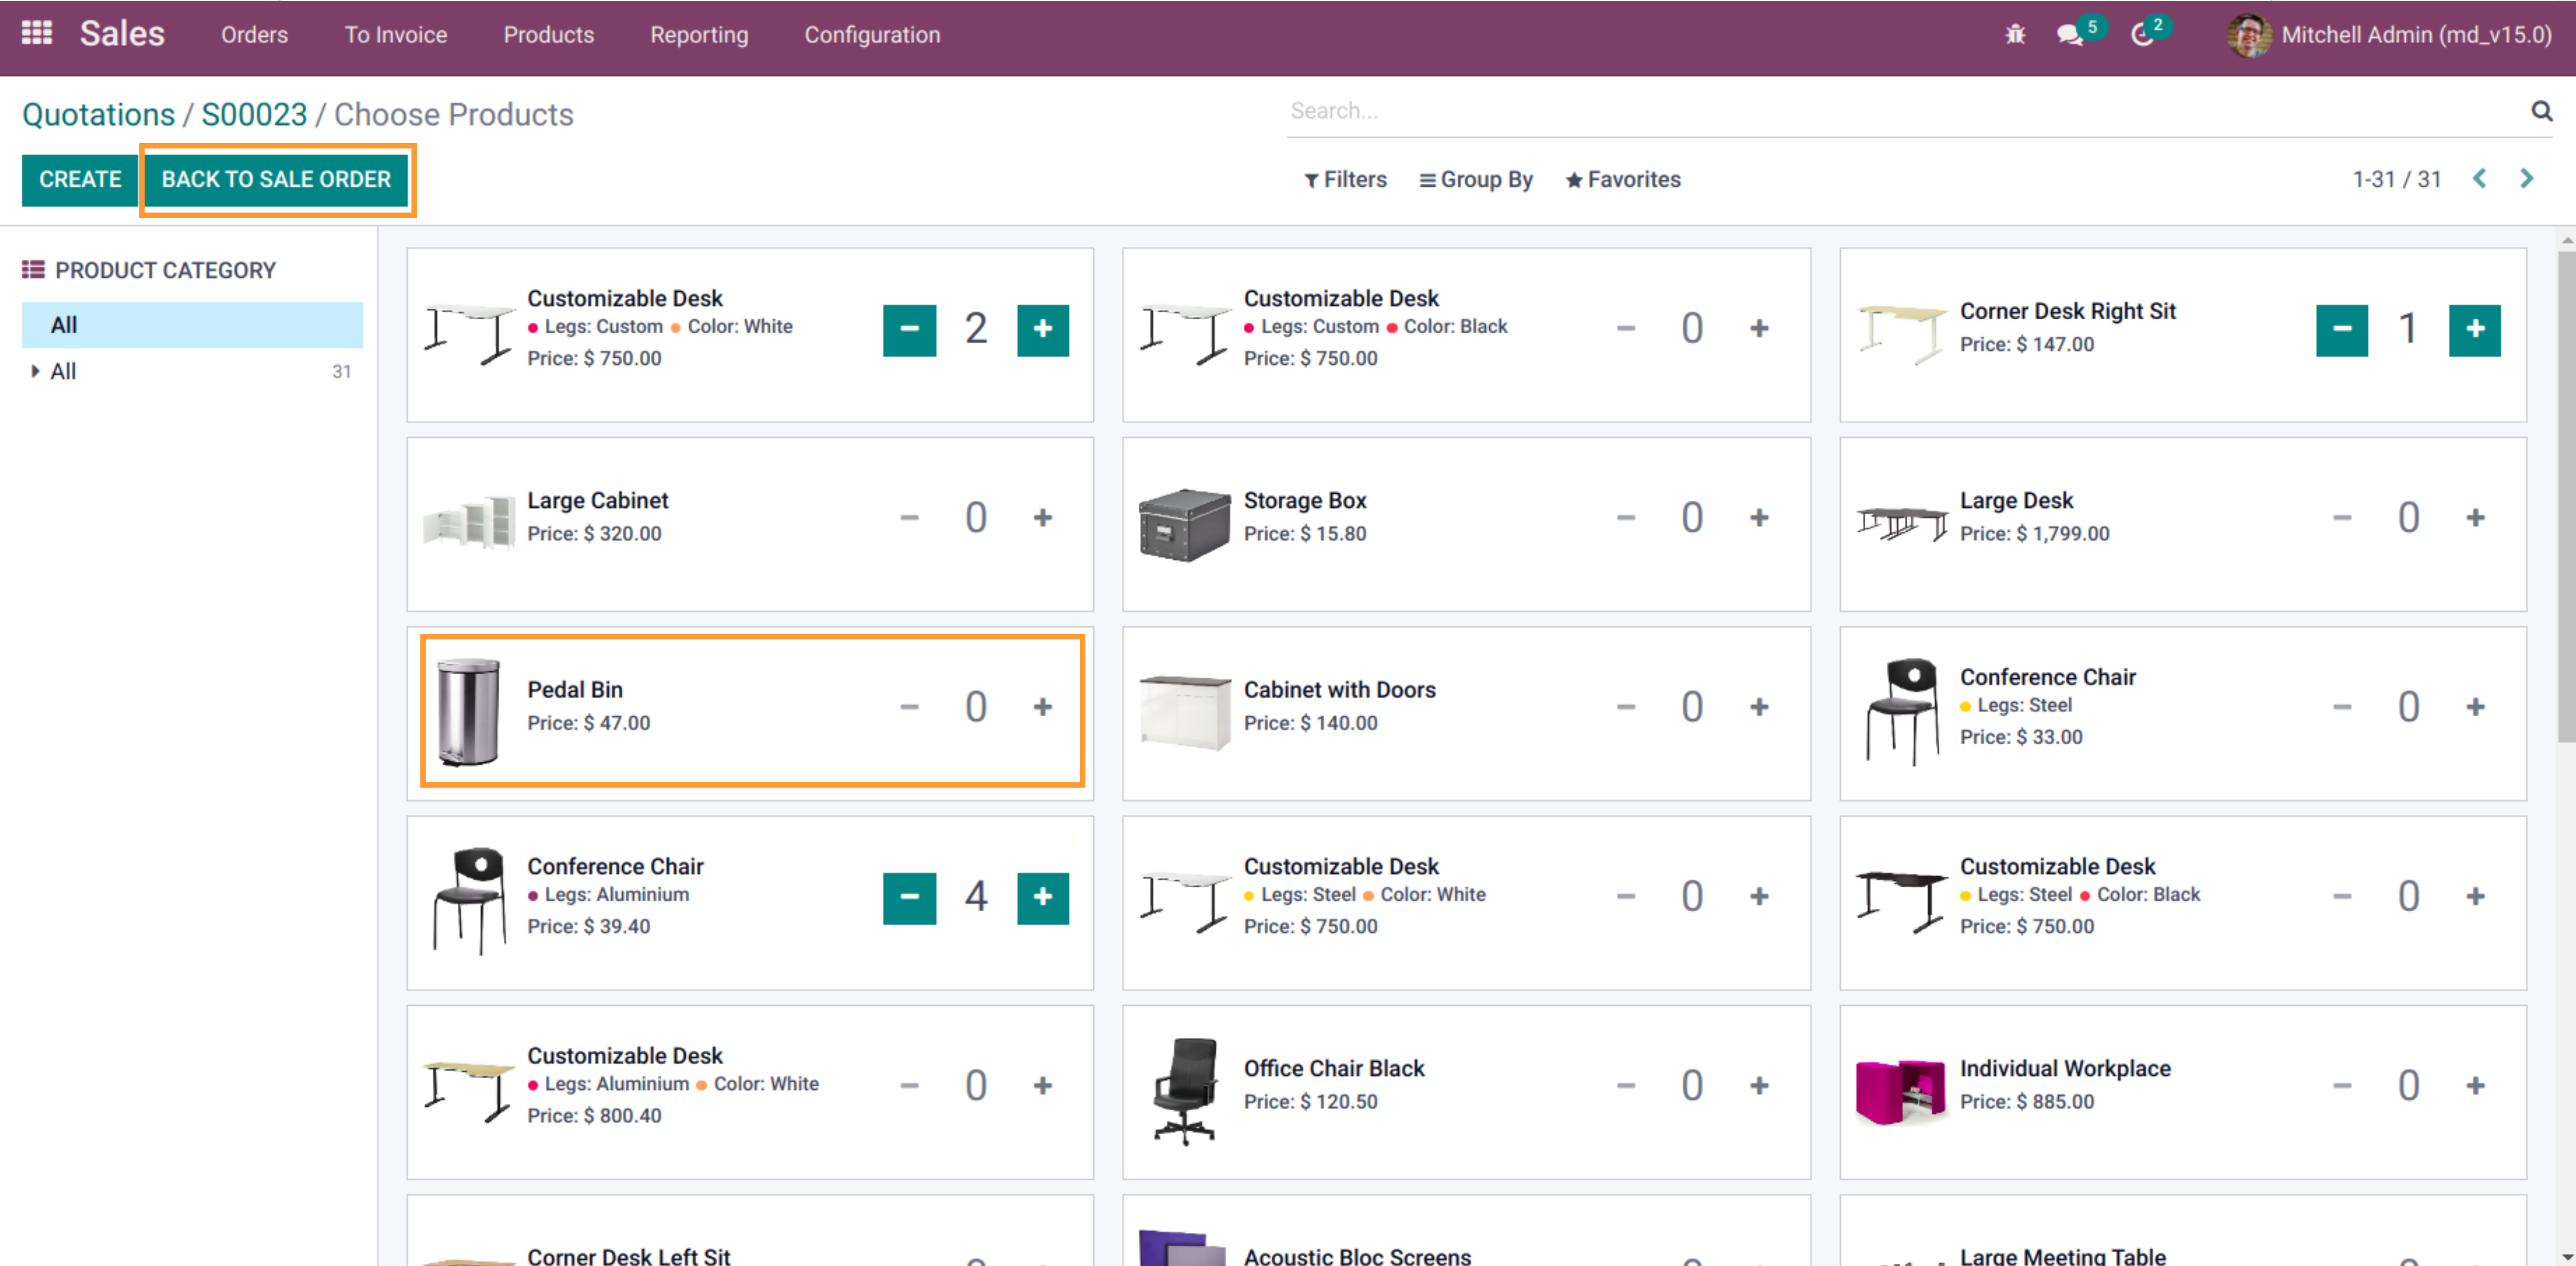 Sales Orders To Invoice Products Reporting Configuration 5 2 Mitchell Admin (md_v15.0)
Quotations / S00023 / Choose Products
Search...
CREATE BACK TO SALE ORDER
Filters Group By Favorites 1-31 / 31
PRODUCT CATEGORY
All
All 31
Customizable Desk
Legs: Custom Color: White
Price: $ 750.00
− 2 +
Customizable Desk
Legs: Custom Color: Black
Price: $ 750.00
− 0 +
Corner Desk Right Sit
Price: $ 147.00
− 1 +
Large Cabinet
Price: $ 320.00
− 0 +
Storage Box
Price: $ 15.80
− 0 +
Large Desk
Price: $ 1,799.00
− 0 +
Pedal Bin
Price: $ 47.00
− 0 +
Cabinet with Doors
Price: $ 140.00
− 0 +
Conference Chair
Legs: Steel
Price: $ 33.00
− 0 +
Conference Chair
Legs: Aluminium
Price: $ 39.40
− 4 +
Customizable Desk
Legs: Steel Color: White
Price: $ 750.00
− 0 +
Customizable Desk
Legs: Steel Color: Black
Price: $ 750.00
− 0 +
Customizable Desk
Legs: Aluminium Color: White
Price: $ 800.40
− 0 +
Office Chair Black
Price: $ 120.50
− 0 +
Individual Workplace
Price: $ 885.00
− 0 +
Corner Desk Left Sit
Acoustic Bloc Screens
Large Meeting Table